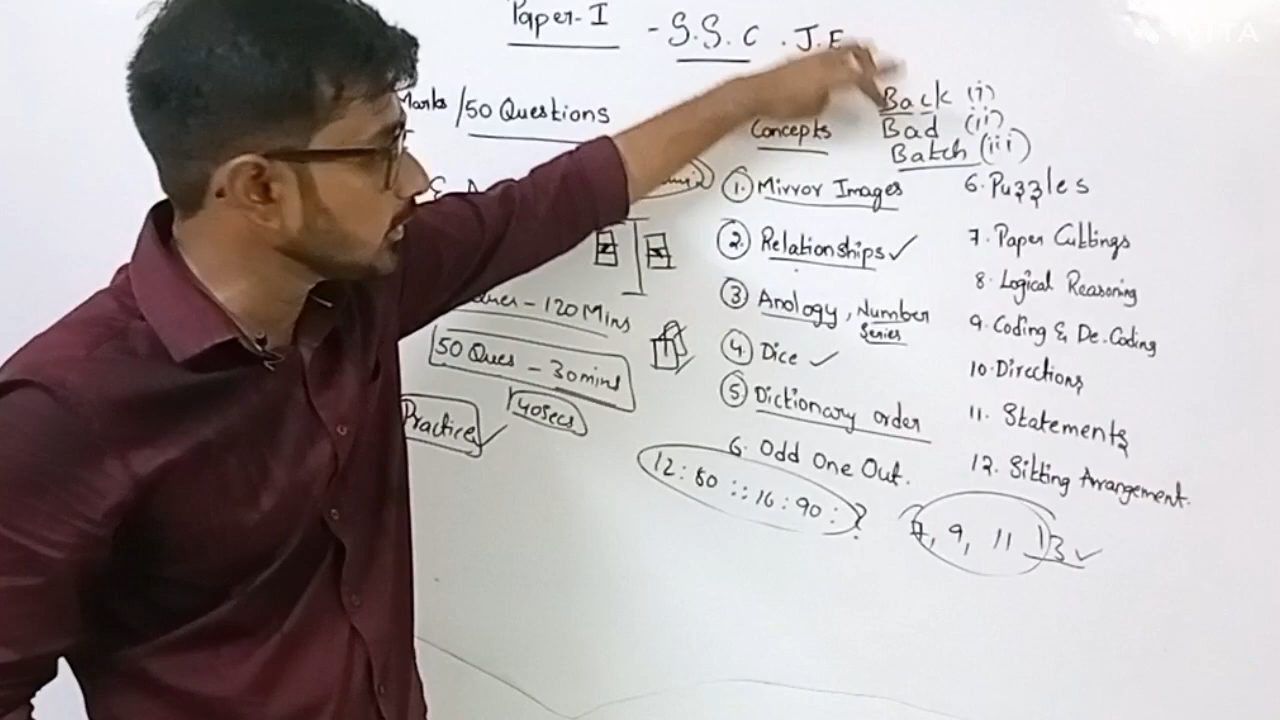 Paper-I - S.S.C. J.E
Marks /50 Questions
120 Mins
50 Ques - 30mins
40secs
Practice
Concepts
Back (i)
Bad (ii)
Batch (iii)
1. Mirror Images
2. Relationships
3 Anology, Number Series
4. Dice
5 Dictionary order
6. Odd One Out.
6. Puzzles
7. Paper Cuttings
8. Logical Reasoning
9. Coding & De-Coding
10. Directions
11. Statements
12. Sitting Arrangement.
12 : 80 :: 16 : 90 : ?
7, 9, 11 13